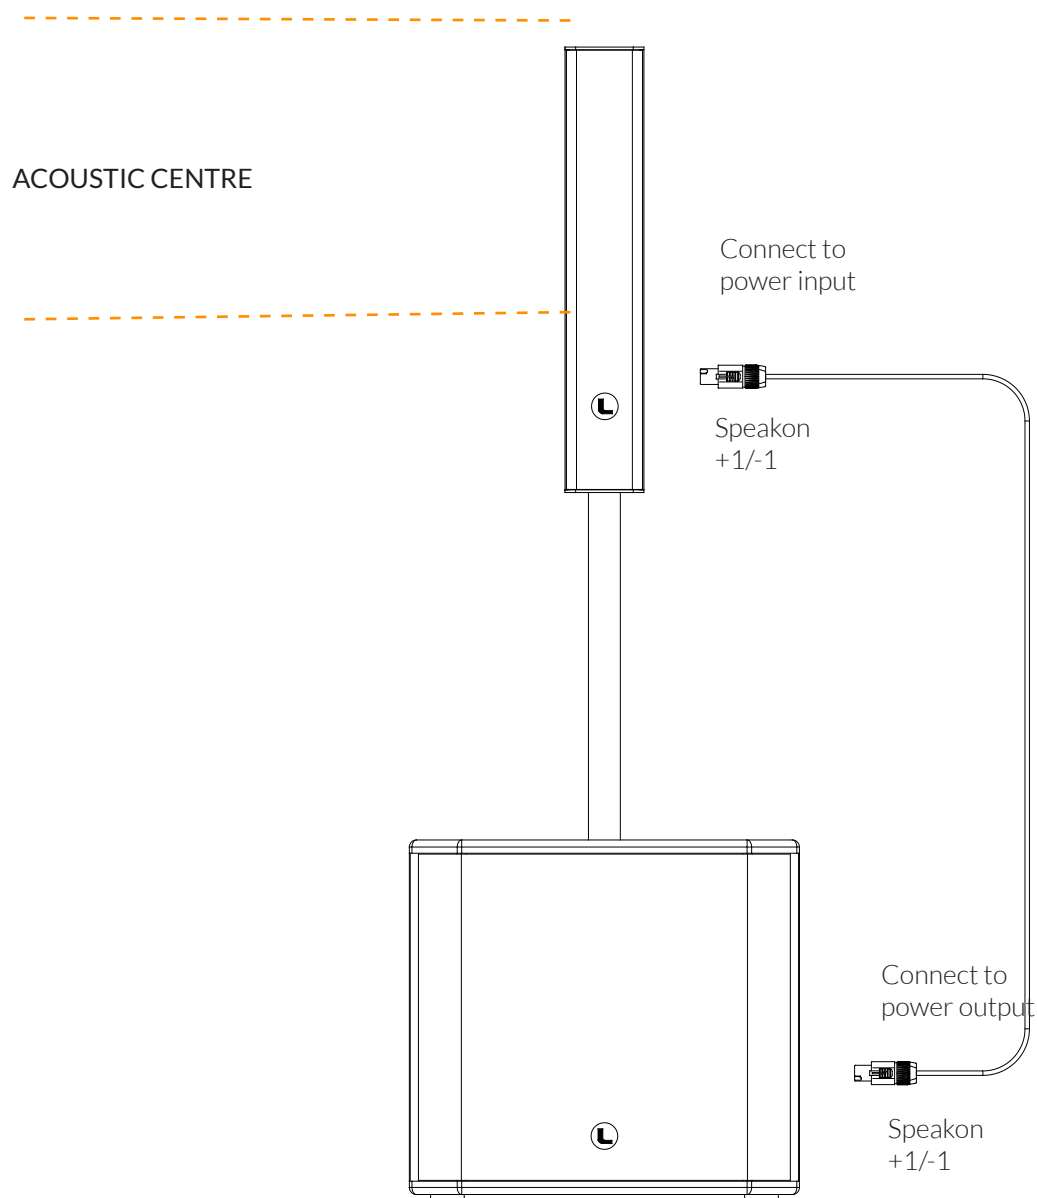 ACOUSTIC CENTRE
Connect to
power input
Speakon
+1/-1
L
Connect to
power output
Speakon
+1/-1
L